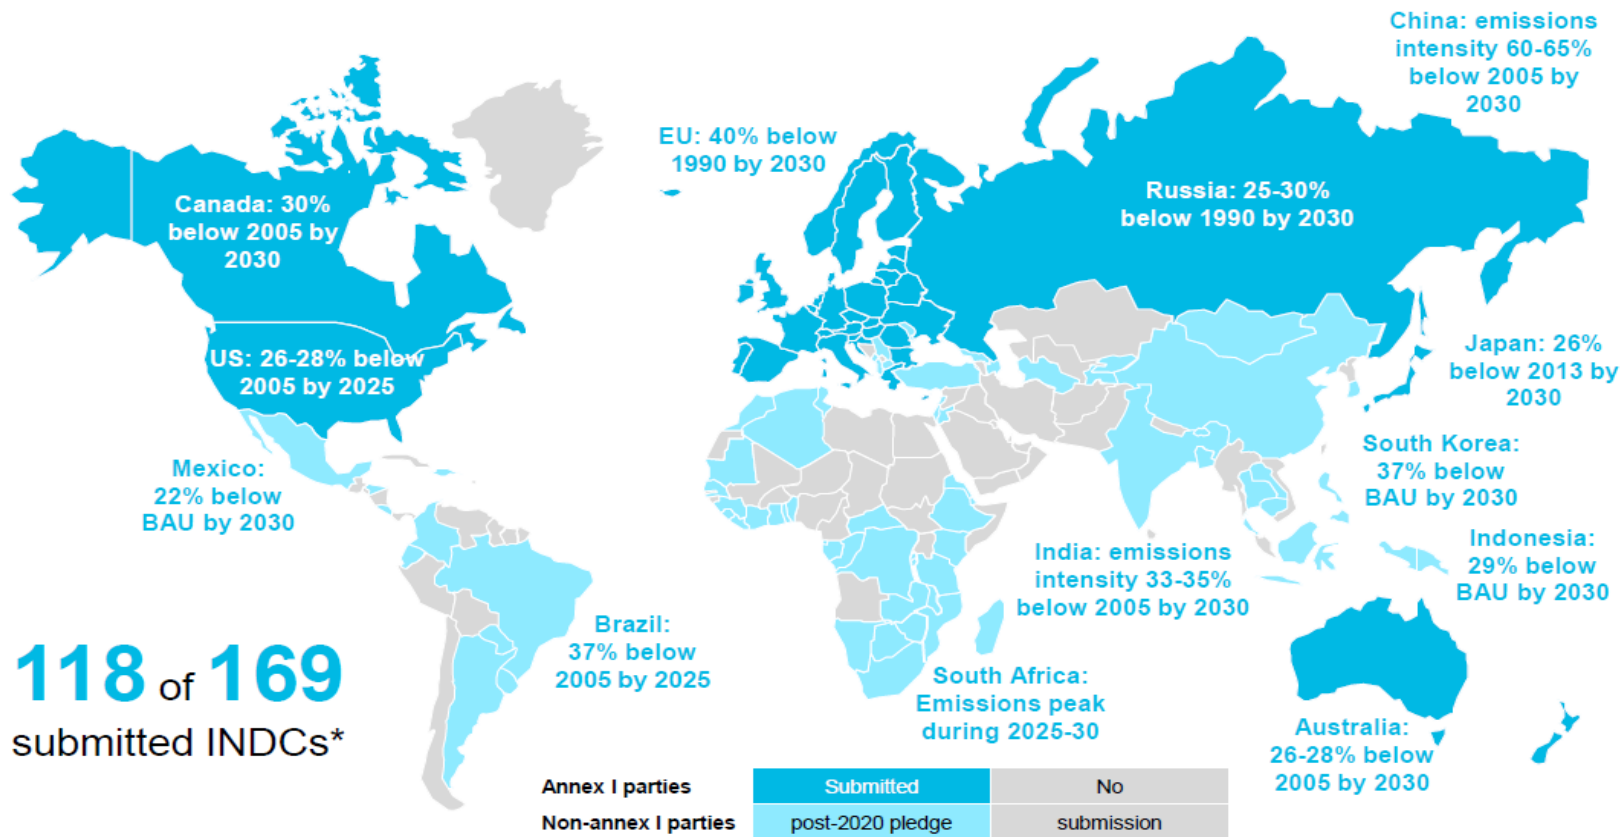 China: emissions
intensity 60-65%
below 2005 by
2030
EU: 40% below
1990 by 2030
Canada: 30%
below 2005 by
2030
Russia: 25-30%
below 1990 by 2030
US: 26-28% below
2005 by 2025
Japan: 26%
below 2013 by
2030
Mexico:
22% below
BAU by 2030
South Korea:
37% below
BAU by 2030
India: emissions
intensity 33-35%
below 2005 by 2030
Indonesia:
29% below
BAU by 2030
Brazil:
37% below
2005 by 2025
South Africa:
Emissions peak
during 2025-30
118 of 169
submitted INDCs*
Australia:
26-28% below
2005 by 2030
Annex I parties Submitted No
Non-annex I parties post-2020 pledge submission